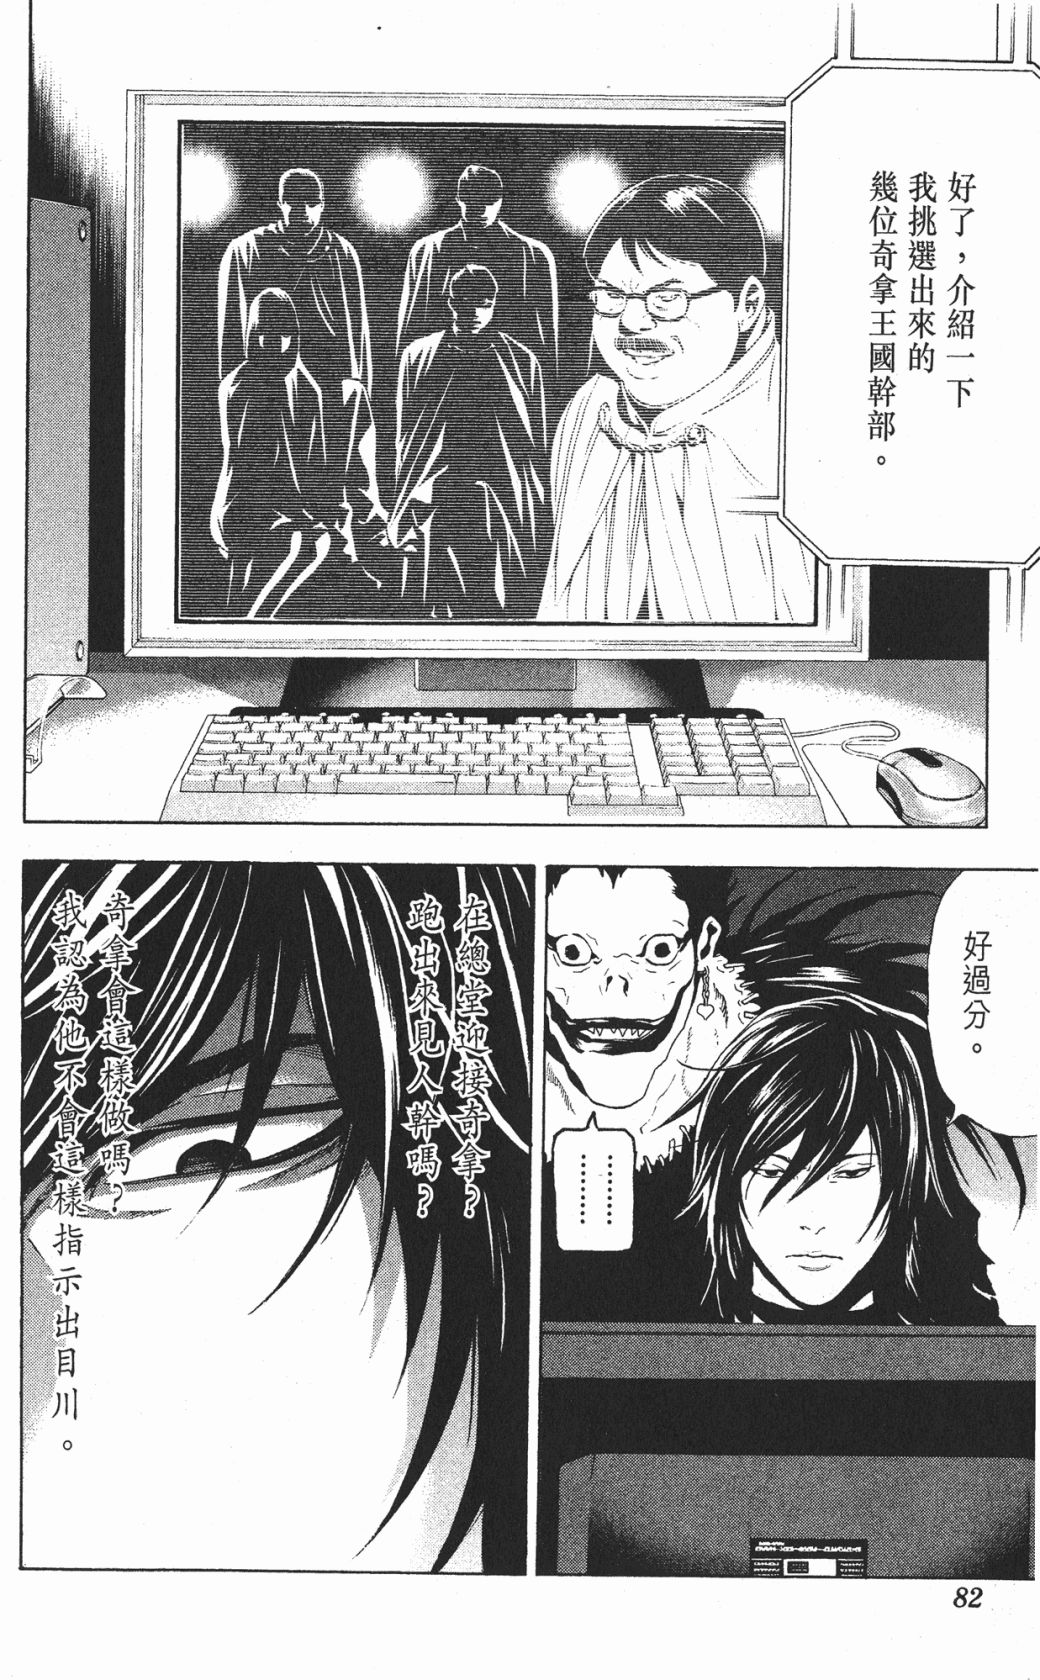 好了，介紹一下
我挑選出來的
幾位奇拿王國幹部。
好過分。
…………
…………
在總堂迎接奇拿？
跑出來見人幹嗎？
奇拿會這樣做嗎？
我認為他不會這樣指示出目川。
82